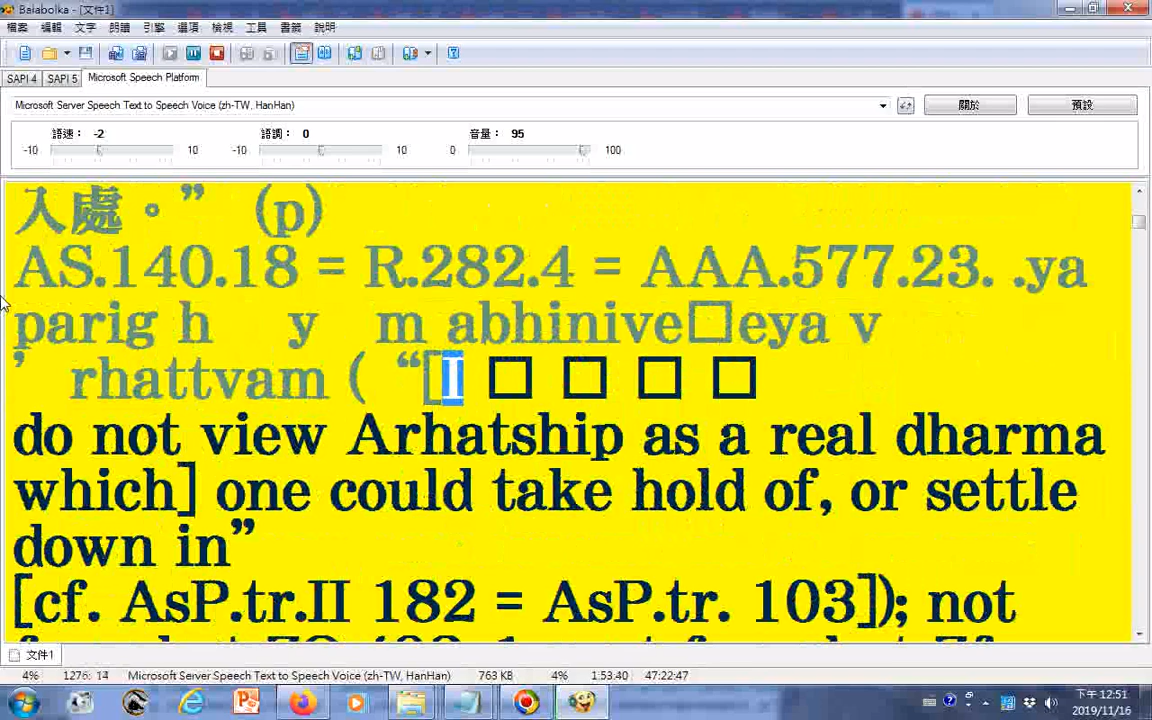 Balabolka - [文件1]
檔案 編輯 文字 朗讀 引擎 選項 檢視 工具 書籤 說明
SAPI 4 SAPI 5 Microsoft Speech Platform
Microsoft Server Speech Text to Speech Voice (zh-TW, HanHan) 關於 預設
語速： -2 語調： 0 音量： 95
-10 10 -10 10 0 100
入處。” (p)
AS.140.18 = R.282.4 = AAA.577.23. .ya
parig h y m abhinive□eya v
’ rhattvam ( “[I □ □ □ □
do not view Arhatship as a real dharma
which] one could take hold of, or settle
down in”
[cf. AsP.tr.II 182 = AsP.tr. 103]); not
文件1
4% 1276: 14 Microsoft Server Speech Text to Speech Voice (zh-TW, HanHan) 763 KB 4% 1:53.40 47:22:47
下午 12:51
2019/11/16